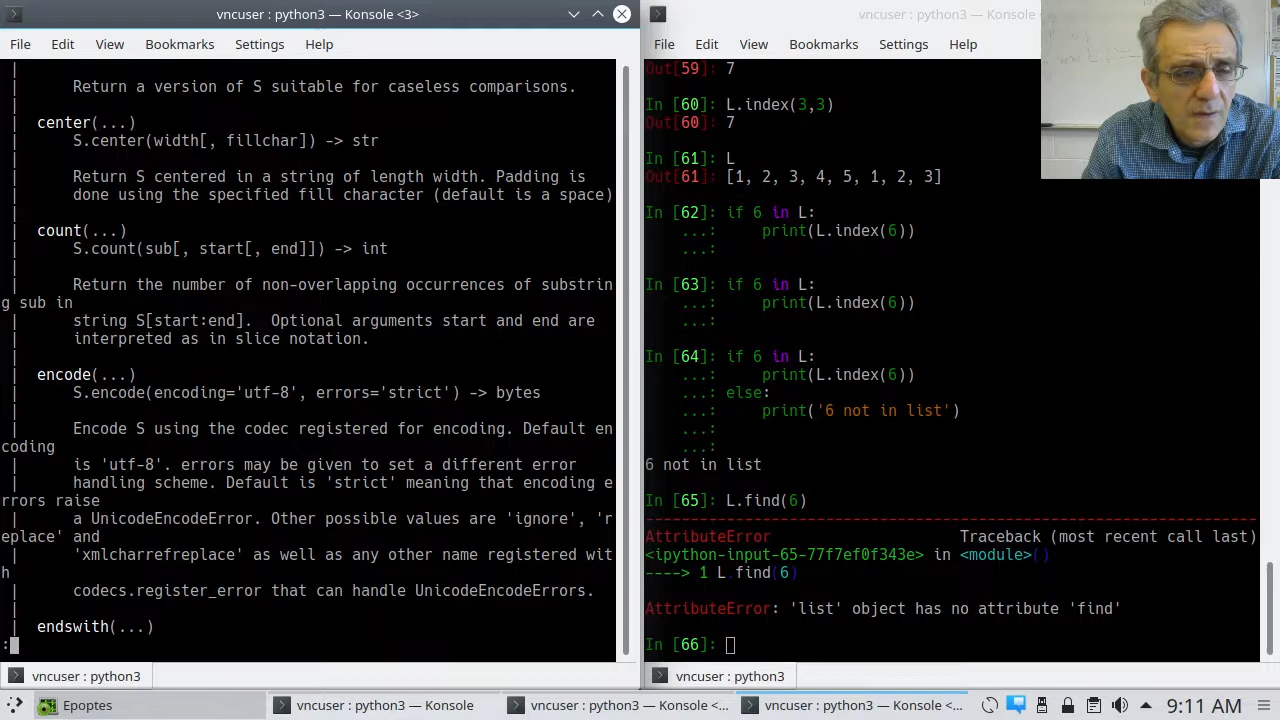 vncuser : python3 — Konsole <3>
File Edit View Bookmarks Settings Help
|
| Return a version of S suitable for caseless comparisons.
|
| center(...)
| S.center(width[, fillchar]) -> str
|
| Return S centered in a string of length width. Padding is
| done using the specified fill character (default is a space)
|
| count(...)
| S.count(sub[, start[, end]]) -> int
|
| Return the number of non-overlapping occurrences of substrin
g sub in
| string S[start:end].  Optional arguments start and end are
| interpreted as in slice notation.
|
| encode(...)
| S.encode(encoding='utf-8', errors='strict') -> bytes
|
| Encode S using the codec registered for encoding. Default en
coding
| is 'utf-8'. errors may be given to set a different error
| handling scheme. Default is 'strict' meaning that encoding e
rrors raise
| a UnicodeEncodeError. Other possible values are 'ignore', 'r
eplace' and
| 'xmlcharrefreplace' as well as any other name registered wit
h
| codecs.register_error that can handle UnicodeEncodeErrors.
|
| endswith(...)
:
vncuser : python3
vncuser : python3 — Konsole
File Edit View Bookmarks Settings Help
Out[59]: 7
In [60]: L.index(3,3)
Out[60]: 7
In [61]: L
Out[61]: [1, 2, 3, 4, 5, 1, 2, 3]
In [62]: if 6 in L:
...: print(L.index(6))
...:
In [63]: if 6 in L:
...: print(L.index(6))
...:
In [64]: if 6 in L:
...: print(L.index(6))
...: else:
...: print('6 not in list')
...:
...:
6 not in list
In [65]: L.find(6)
---------------------------------------------------------------------------
AttributeError Traceback (most recent call last)
<ipython-input-65-77f7ef0f343e> in <module>()
----> 1 L.find(6)
AttributeError: 'list' object has no attribute 'find'
In [66]:
vncuser : python3
Epoptes vncuser : python3 — Konsole vncuser : python3 — Konsole <... vncuser : python3 — Konsole <... 9:11 AM